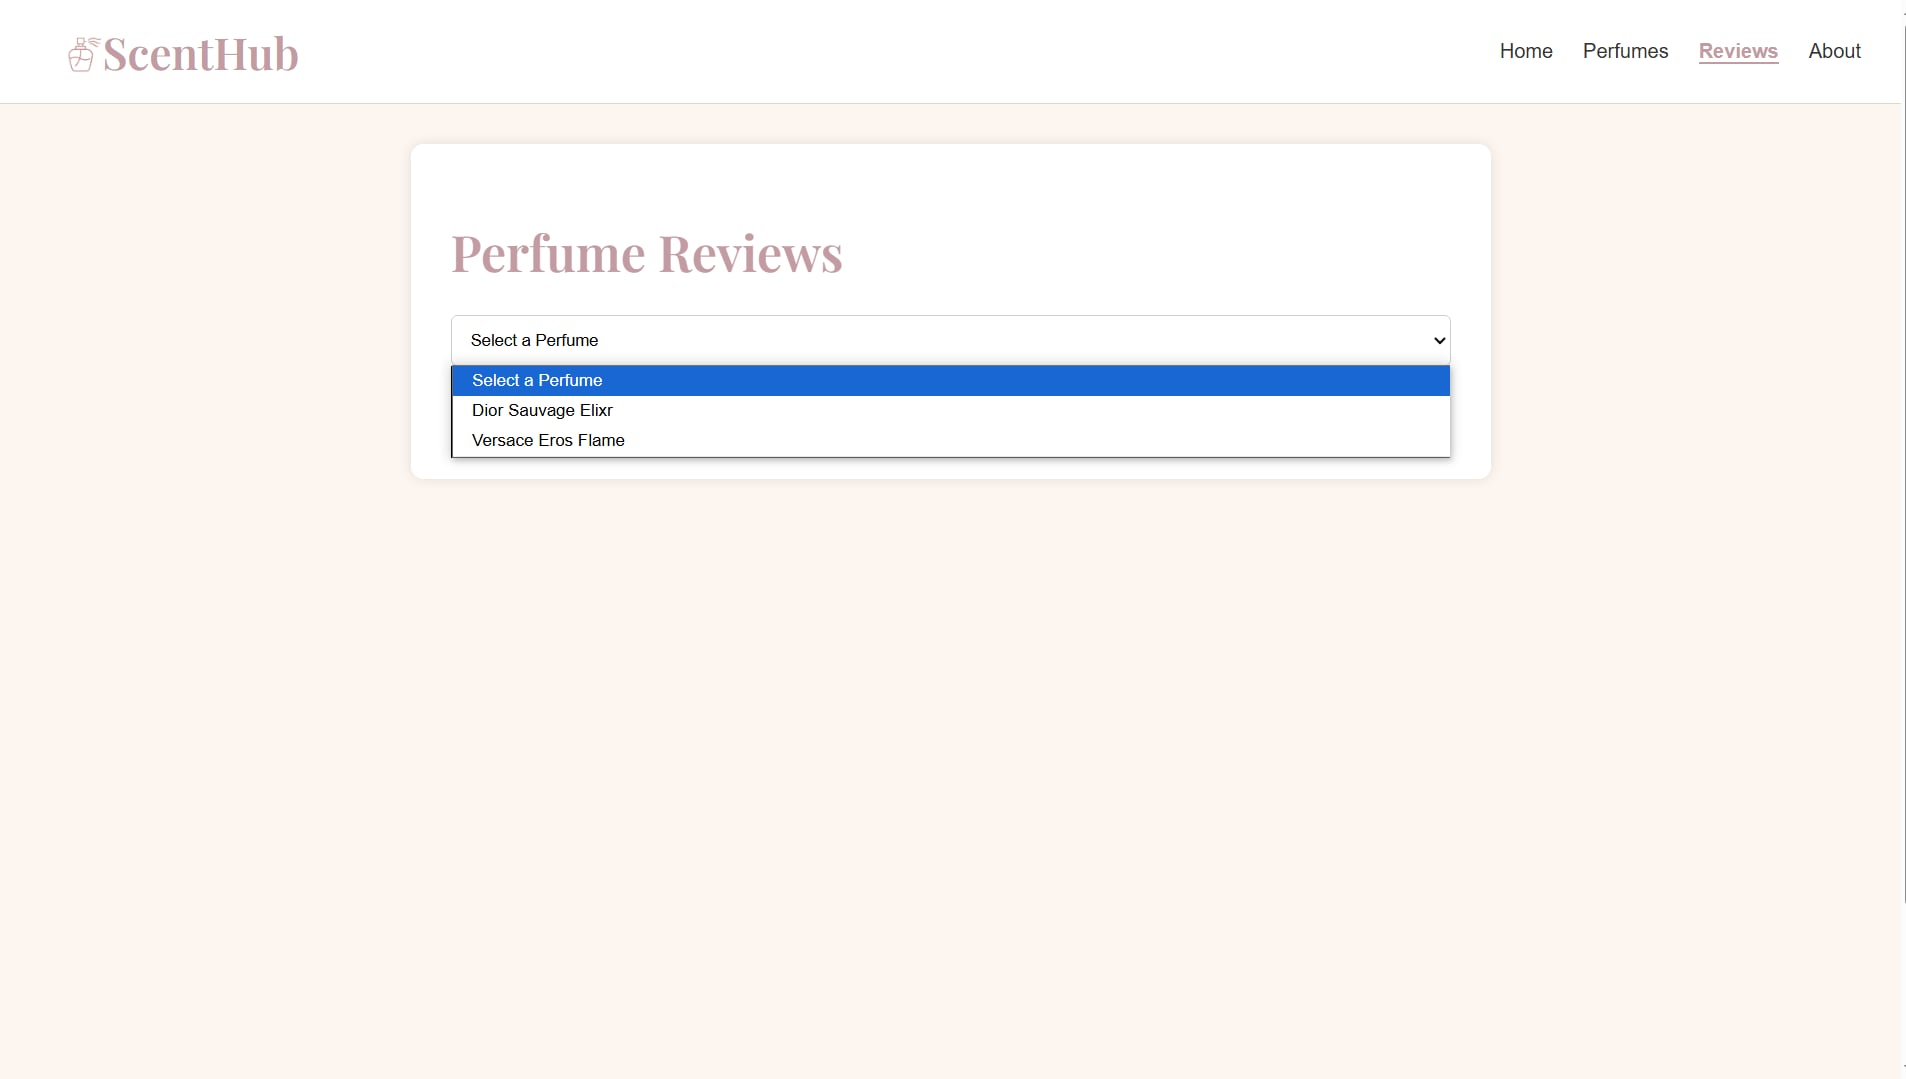 ScentHub
Home Perfumes Reviews About
Perfume Reviews
Select a Perfume
Select a Perfume
Dior Sauvage Elixr
Versace Eros Flame